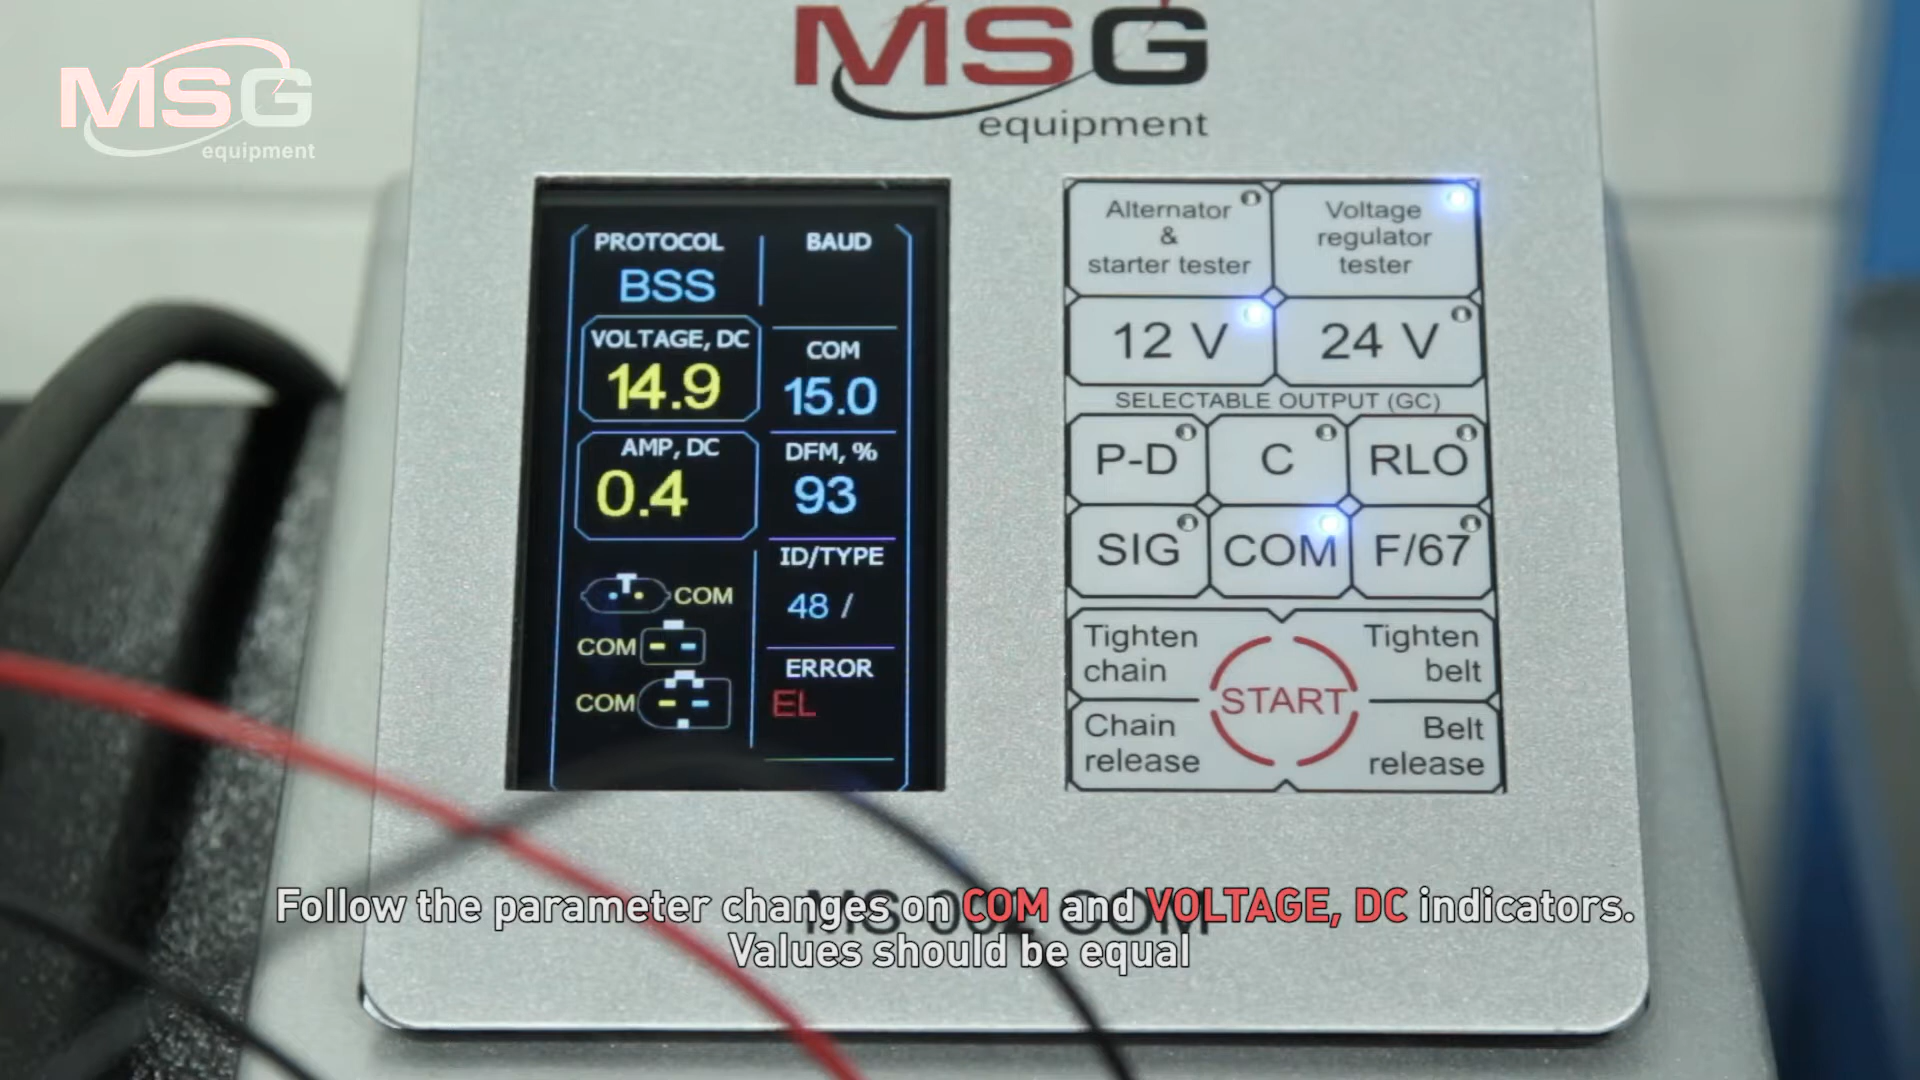 MSG
equipment
MSG
equipment
PROTOCOL
BSS
BAUD
VOLTAGE, DC
14.9
COM
15.0
AMP, DC
0.4
DFM, %
93
COM
COM
COM
ID/TYPE
48 /
ERROR
EL
Alternator
&
starter tester
Voltage
regulator
tester
12 V
24 V
SELECTABLE OUTPUT (GC)
P-D
C
RLO
SIG
COM
F/67
Tighten
chain
Tighten
belt
START
Chain
release
Belt
release
Follow the parameter changes on COM and VOLTAGE, DC indicators.
Values should be equal